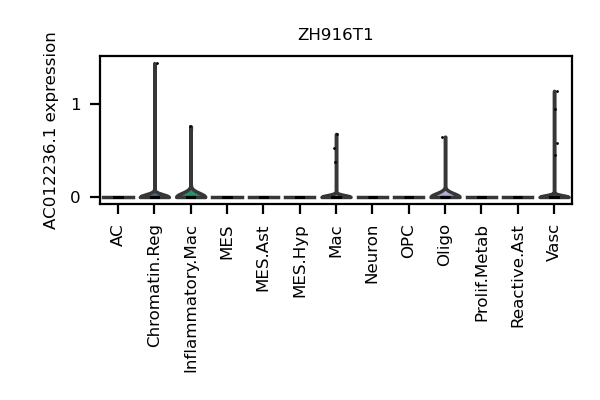 ZH916T1
AC012236.1 expression
1
0
AC
Chromatin.Reg
Inflammatory.Mac
MES
MES.Ast
MES.Hyp
Mac
Neuron
OPC
Oligo
Prolif.Metab
Reactive.Ast
Vasc